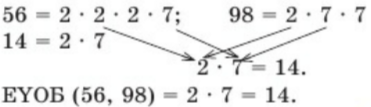 56 = 2 · 2 · 2 · 7; 98 = 2 · 7 · 7
14 = 2 · 7
2 · 7 = 14.
ЕYОБ (56, 98) = 2 · 7 = 14.